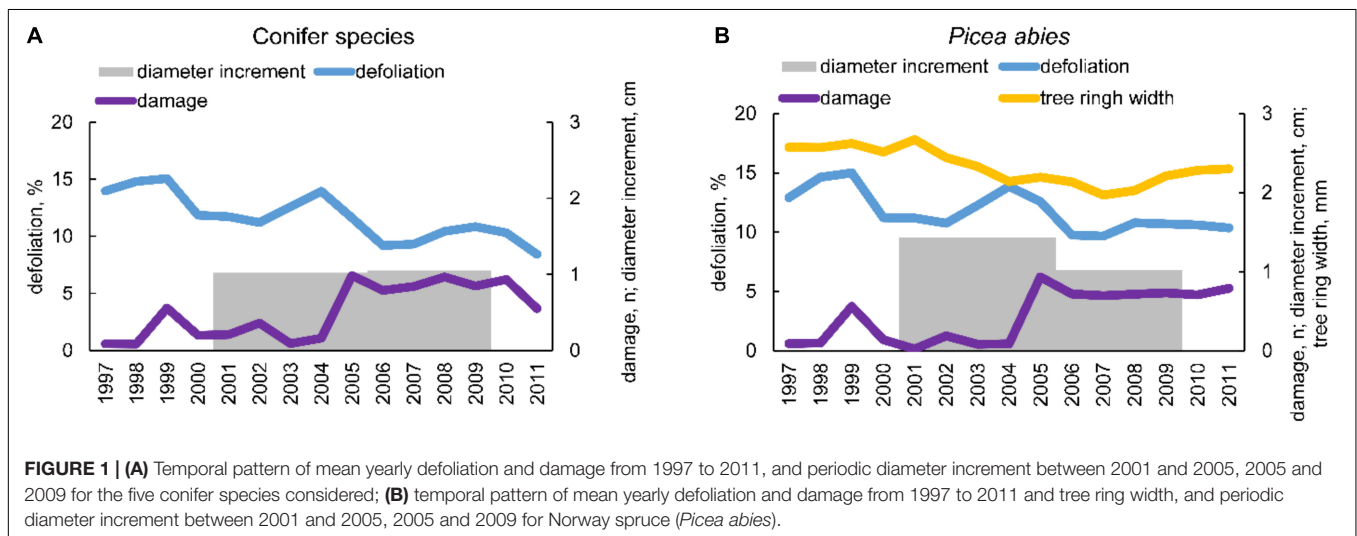 A
Conifer species
diameter increment
defoliation
damage
defoliation, %
20
15
10
5
0
3
2
1
0
damage, n; diameter increment, cm
1997
1998
1999
2000
2001
2002
2003
2004
2005
2006
2007
2008
2009
2010
2011
B
Picea abies
diameter increment
defoliation
damage
tree ringh width
defoliation, %
20
15
10
5
0
3
2
1
0
damage, n; diameter increment, cm;
tree ring width, mm
1997
1998
1999
2000
2001
2002
2003
2004
2005
2006
2007
2008
2009
2010
2011
FIGURE 1 | (A) Temporal pattern of mean yearly defoliation and damage from 1997 to 2011, and periodic diameter increment between 2001 and 2005, 2005 and
2009 for the five conifer species considered; (B) temporal pattern of mean yearly defoliation and damage from 1997 to 2011 and tree ring width, and periodic
diameter increment between 2001 and 2005, 2005 and 2009 for Norway spruce (Picea abies).